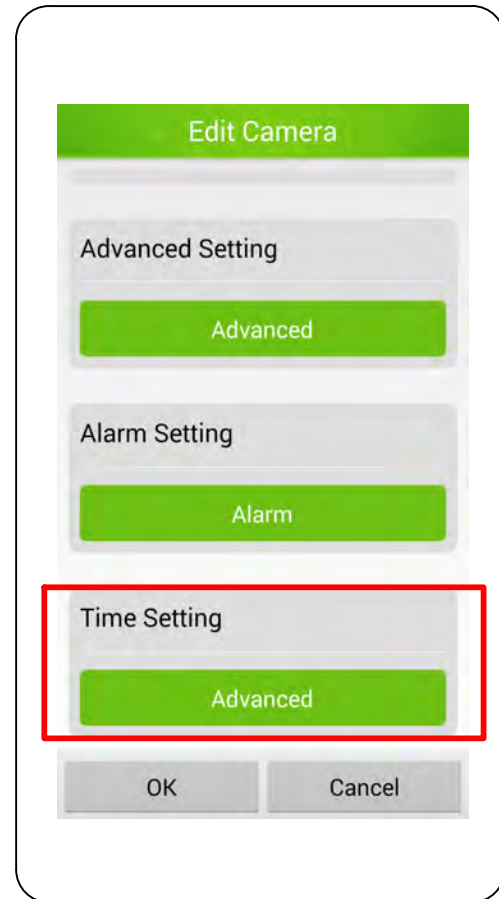 Edit Camera
Advanced Setting
Advanced
Alarm Setting
Alarm
Time Setting
Advanced
OK Cancel